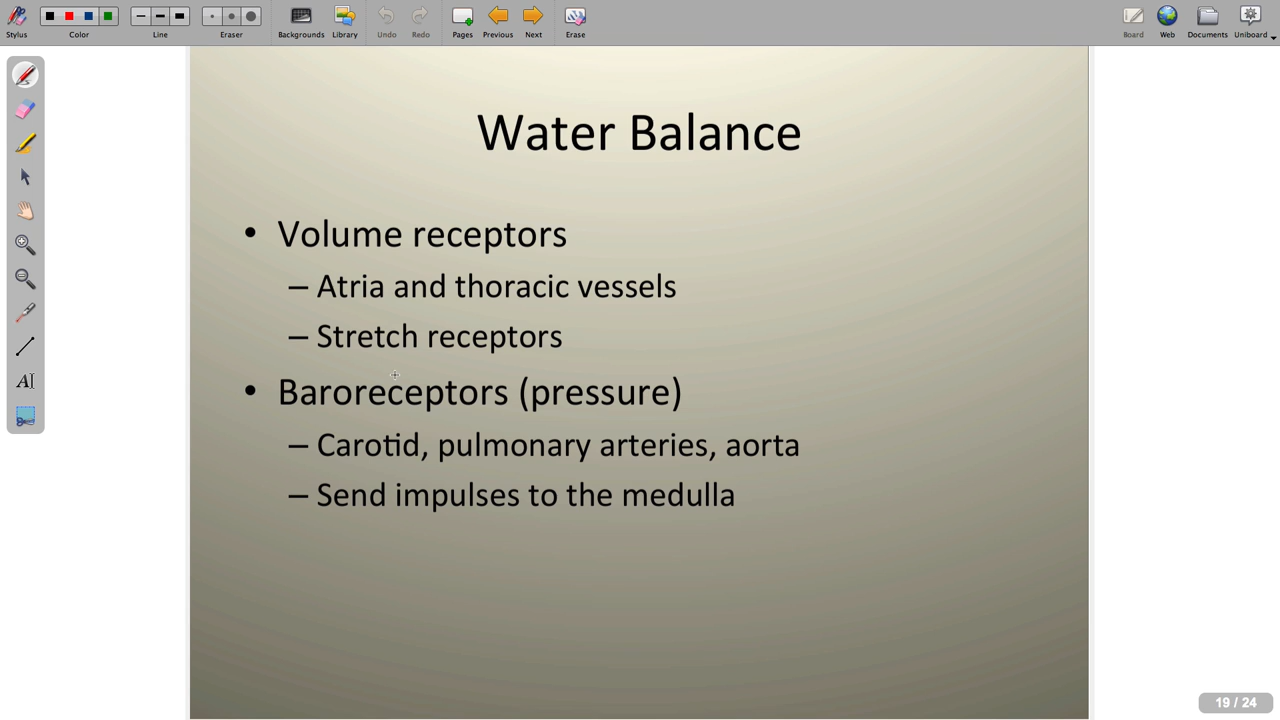 Stylus Color Line Eraser Backgrounds Library Undo Redo Pages Previous Next Erase Board Web Documents Uniboard
Water Balance
• Volume receptors
– Atria and thoracic vessels
– Stretch receptors
• Baroreceptors (pressure)
– Carotid, pulmonary arteries, aorta
– Send impulses to the medulla
19 / 24